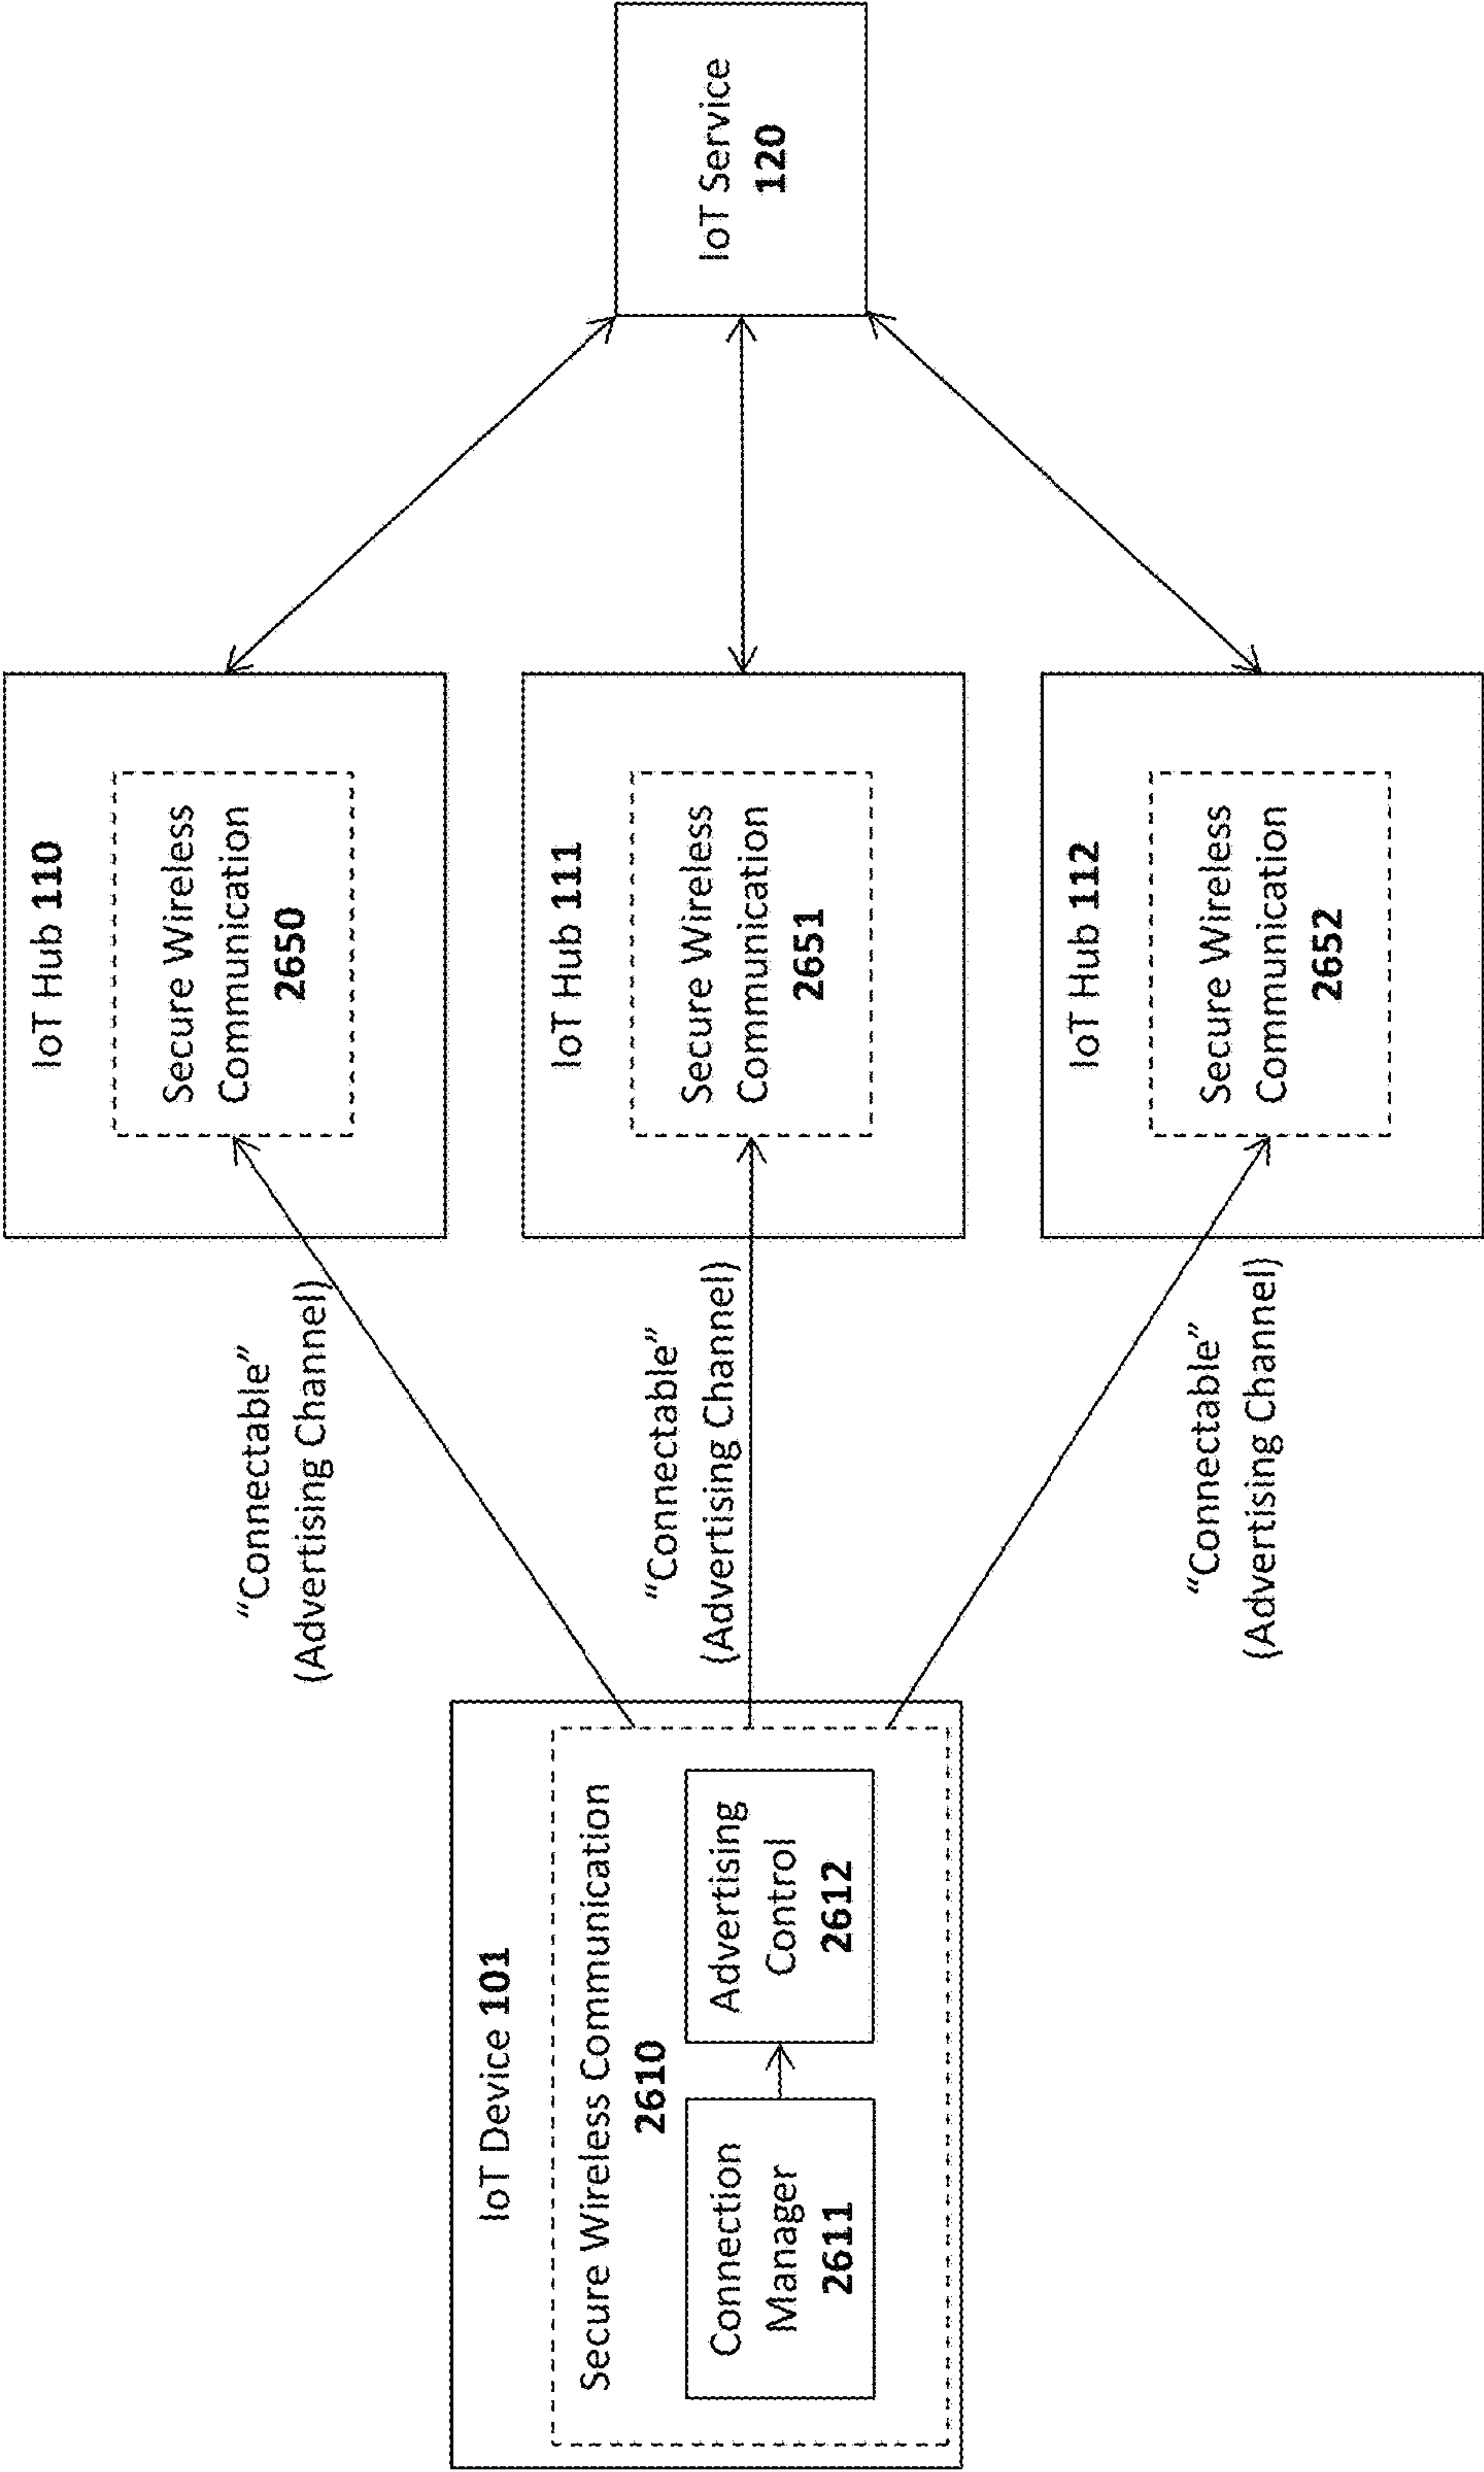 IoT Device 101
Secure Wireless Communication
2610
Connection
Manager
2611
Advertising
Control
2612
“Connectable”
(Advertising Channel)
“Connectable”
(Advertising Channel)
“Connectable”
(Advertising Channel)
IoT Hub 110
Secure Wireless
Communication
2650
IoT Hub 111
Secure Wireless
Communication
2651
IoT Hub 112
Secure Wireless
Communication
2652
IoT Service
120